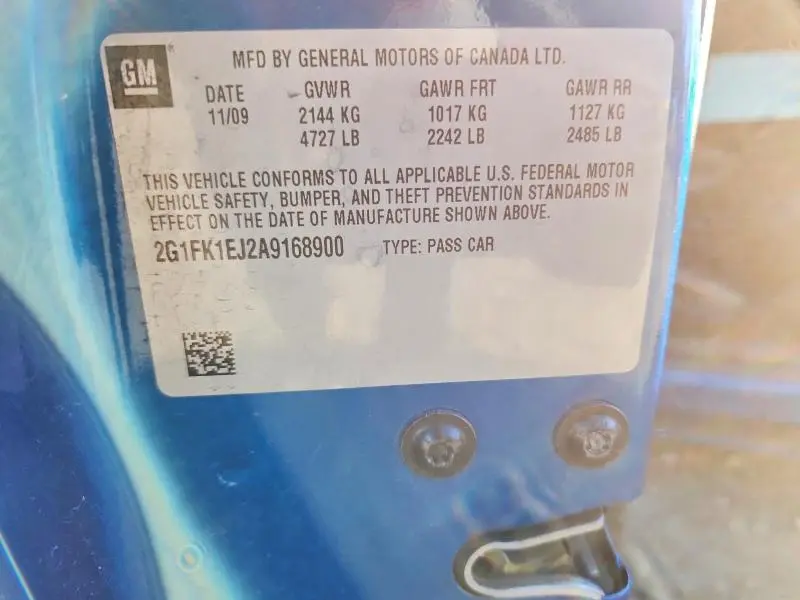 GM®
MFD BY GENERAL MOTORS OF CANADA LTD.
DATE GVWR GAWR FRT GAWR RR
11/09 2144 KG 1017 KG 1127 KG
4727 LB 2242 LB 2485 LB
THIS VEHICLE CONFORMS TO ALL APPLICABLE U.S. FEDERAL MOTOR
VEHICLE SAFETY, BUMPER, AND THEFT PREVENTION STANDARDS IN
EFFECT ON THE DATE OF MANUFACTURE SHOWN ABOVE.
2G1FK1EJ2A9168900 TYPE: PASS CAR